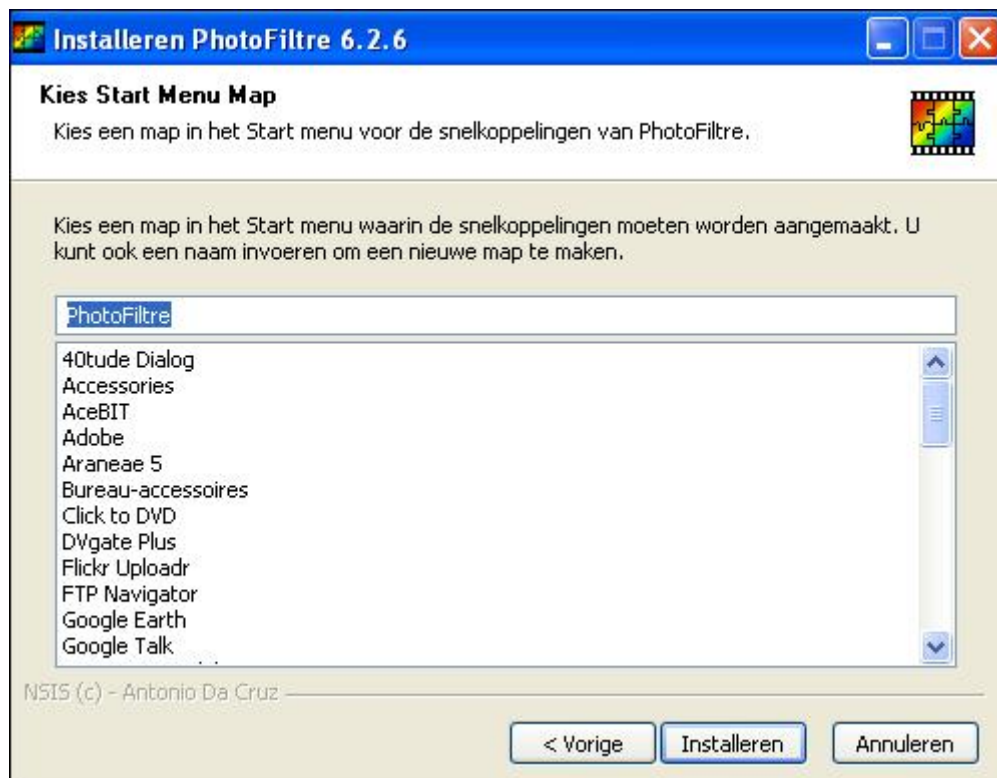 Installeren PhotoFiltre 6.2.6
Kies Start Menu Map
Kies een map in het Start menu voor de snelkoppelingen van PhotoFiltre.
Kies een map in het Start menu waarin de snelkoppelingen moeten worden aangemaakt. U
kunt ook een naam invoeren om een nieuwe map te maken.
PhotoFiltre
40tude Dialog
Accessories
AceBIT
Adobe
Araneae 5
Bureau-accessoires
Click to DVD
DVgate Plus
Flickr Uploadr
FTP Navigator
Google Earth
Google Talk
NSIS (c) - Antonio Da Cruz
< Vorige
Installeren
Annuleren